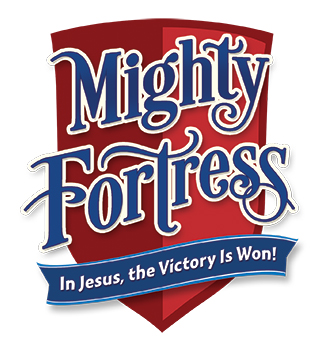 Mighty
Fortress
In Jesus, the Victory Is Won!